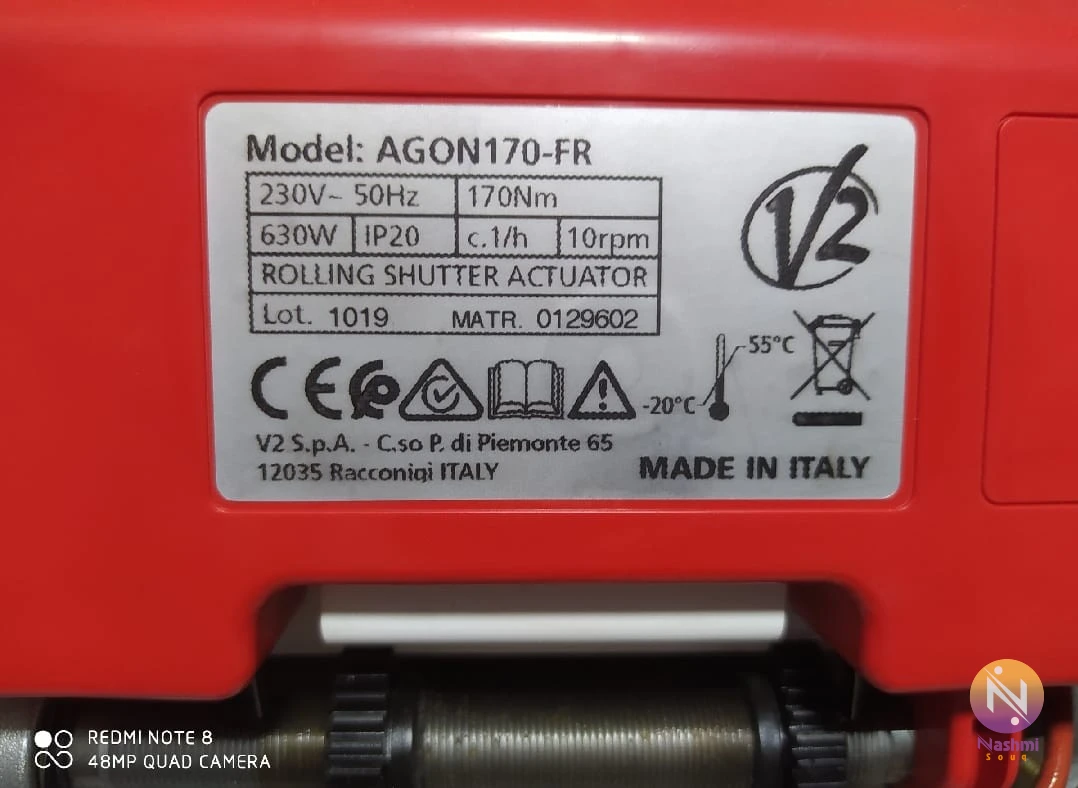 Model: AGON170-FR
230V~ 50Hz 170Nm
630W IP20 c.1/h 10rpm
ROLLING SHUTTER ACTUATOR
Lot. 1019 MATR. 0129602
V2
CE
-20°C -55°C
V2 S.p.A. - C.so P. di Piemonte 65
12035 Racconigi ITALY
MADE IN ITALY
REDMI NOTE 8
48MP QUAD CAMERA
N
Nashmi
Souq